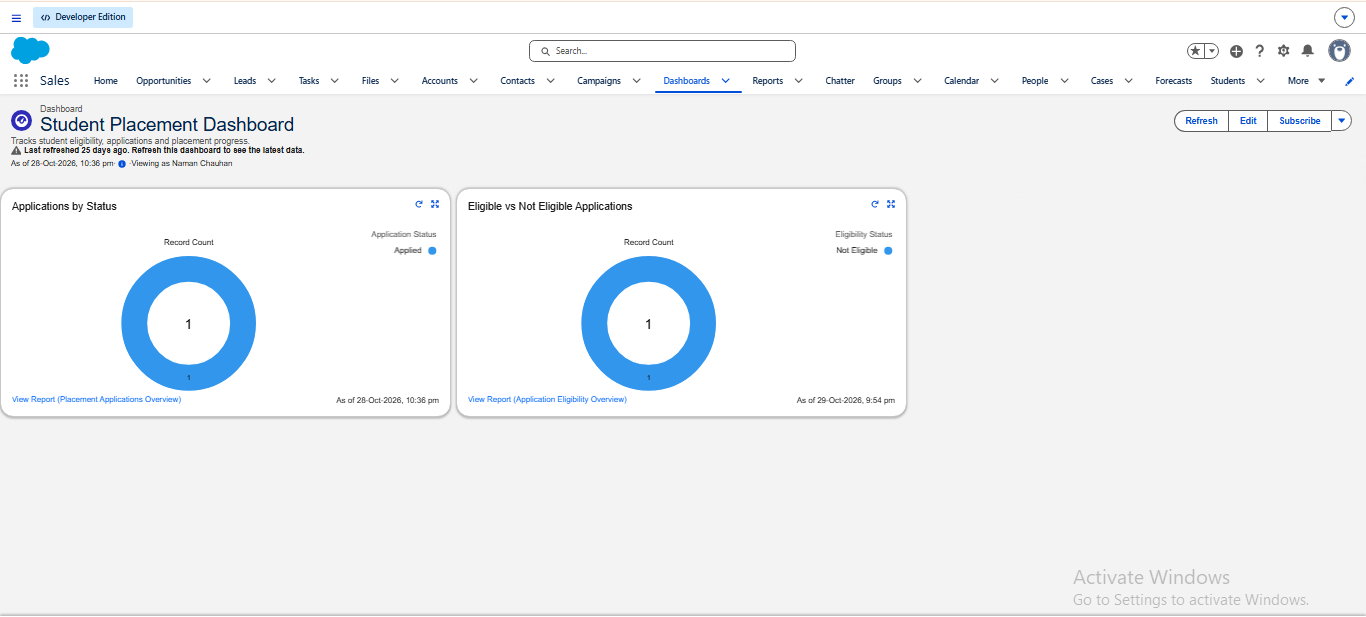 </> Developer Edition
Search...
Sales Home Opportunities Leads Tasks Files Accounts Contacts Campaigns Dashboards Reports Chatter Groups Calendar People Cases Forecasts Students More
Dashboard
Student Placement Dashboard
Refresh Edit Subscribe
Tracks student eligibility, applications and placement progress.
Last refreshed 25 days ago. Refresh this dashboard to see the latest data.
As of 28-Oct-2026, 10:36 pm· ·Viewing as Naman Chauhan
Applications by Status
Application Status
Record Count
Applied
1
1
View Report (Placement Applications Overview) As of 28-Oct-2026, 10:36 pm
Eligible vs Not Eligible Applications
Eligibility Status
Record Count
Not Eligible
1
1
View Report (Application Eligibility Overview) As of 29-Oct-2026, 9:54 pm
Activate Windows
Go to Settings to activate Windows.